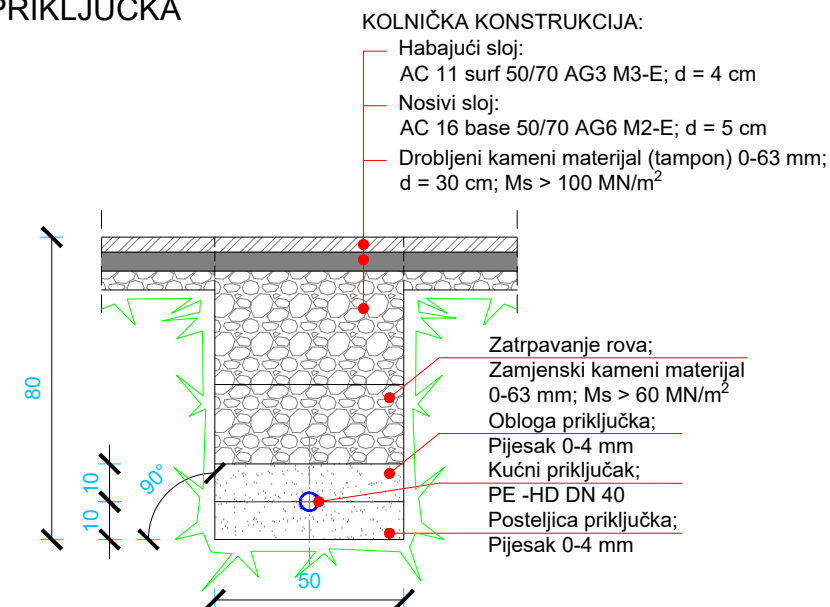 PRIKLJUČKA
KOLNIČKA KONSTRUKCIJA:
Habajući sloj:
AC 11 surf 50/70 AG3 M3-E; d = 4 cm
Nosivi sloj:
AC 16 base 50/70 AG6 M2-E; d = 5 cm
Drobljeni kameni materijal (tampon) 0-63 mm;
d = 30 cm; Ms > 100 MN/m²
80
10
10
90°
50
Zatrpavanje rova;
Zamjenski kameni materijal
0-63 mm; Ms > 60 MN/m²
Obloga priključka;
Pijesak 0-4 mm
Kućni priključak;
PE -HD DN 40
Posteljica priključka;
Pijesak 0-4 mm